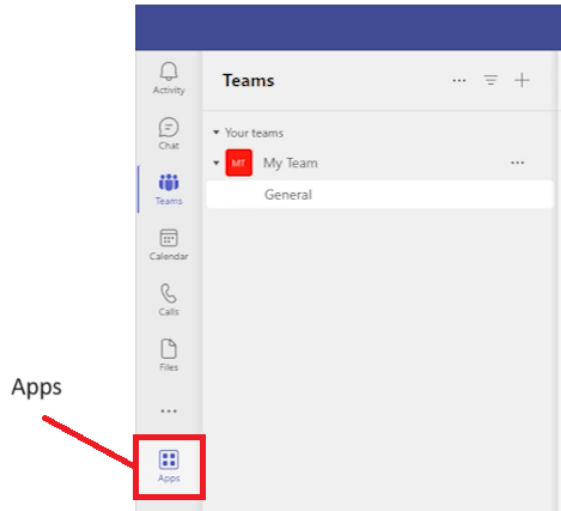 Activity
Teams
Chat
Your teams
MT My Team
Teams
General
Calendar
Calls
Files
Apps
Apps